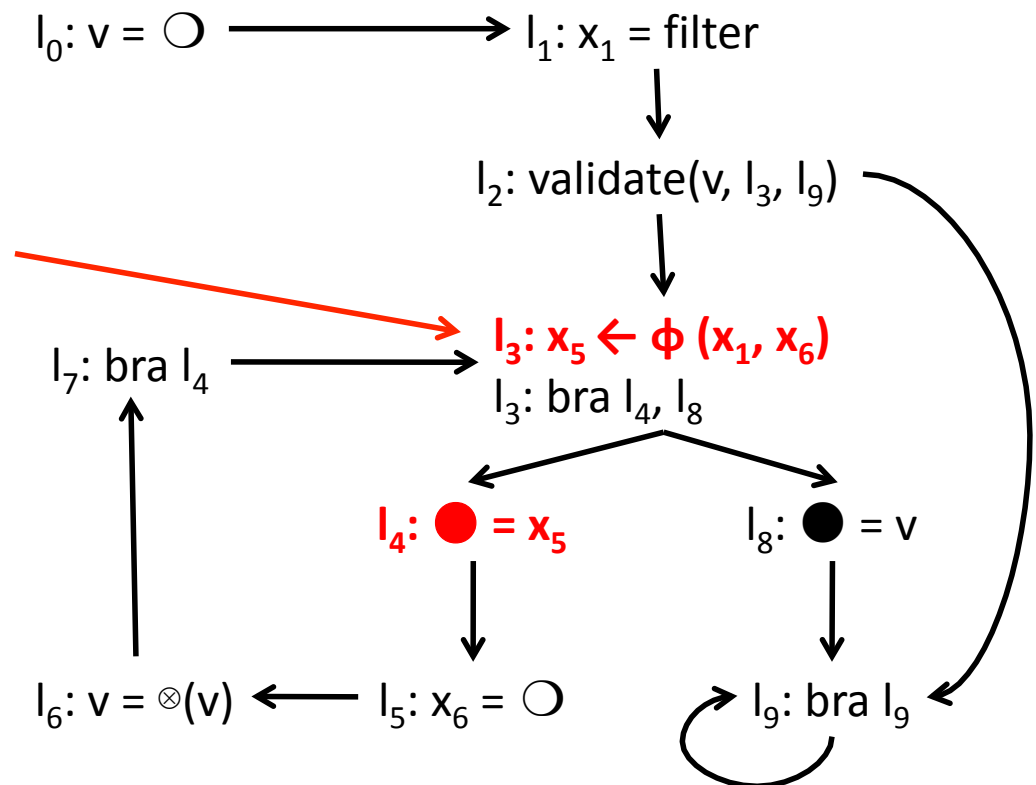 l₀: v = ○
l₁: x₁ = filter
l₂: validate(v, l₃, l₉)
l₃: x₅ ← ϕ (x₁, x₆)
l₇: bra l₄
l₃: bra l₄, l₈
l₄: ● = x₅
l₈: ● = v
l₆: v = ⊗(v)
l₅: x₆ = ○
l₉: bra l₉